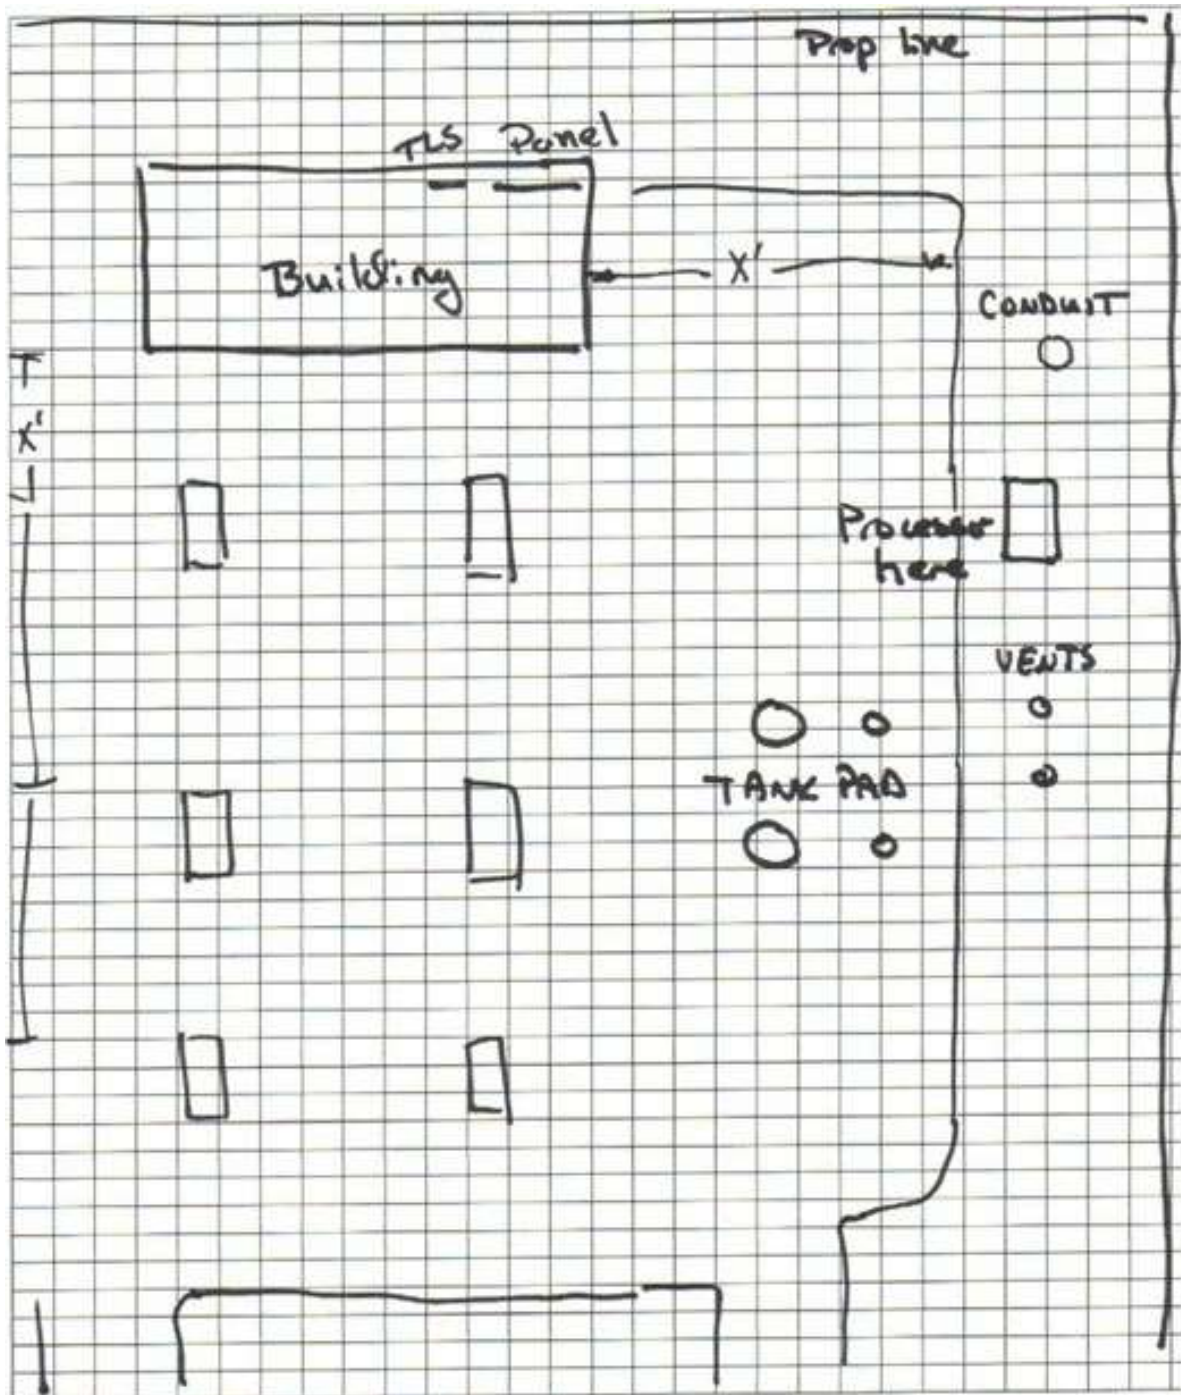 Prop line
TLS Panel
Building
X'
CONDUIT
X'
Processor
here
VENTS
TANK PAD